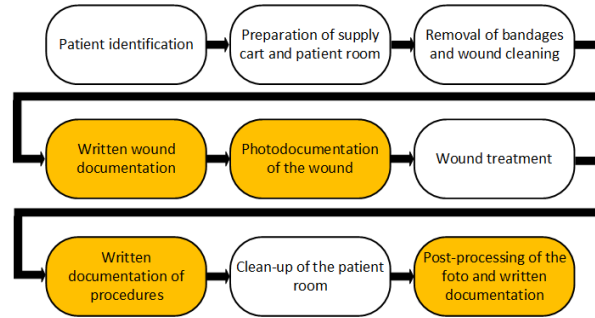 Patient identification
Preparation of supply
cart and patient room
Removal of bandages
and wound cleaning
Written wound
documentation
Photodocumentation
of the wound
Wound treatment
Written
documentation of
procedures
Clean-up of the patient
room
Post-processing of the
foto and written
documentation